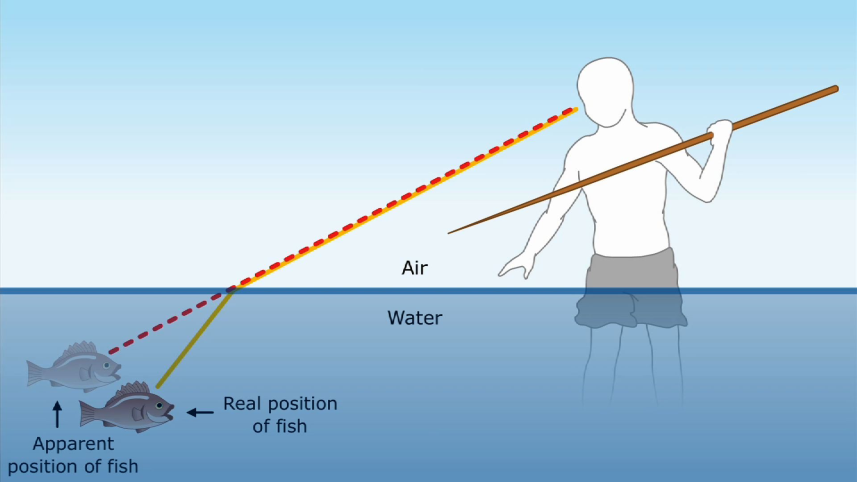 Air
Water
Real position
of fish
Apparent
position of fish